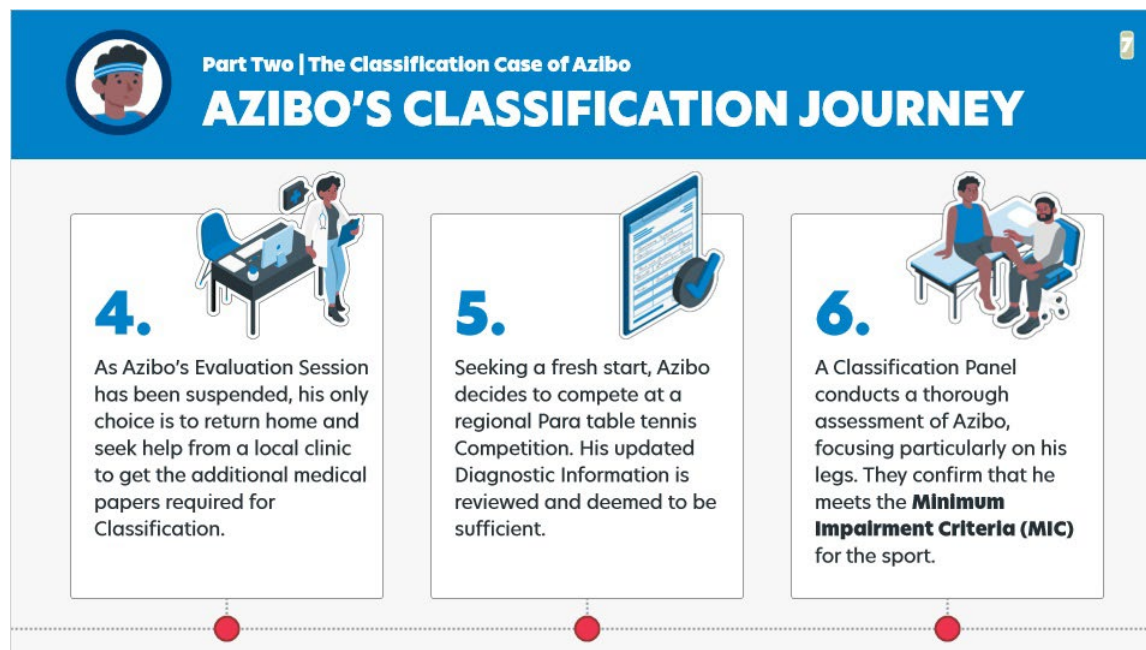 Part Two | The Classification Case of Azibo
AZIBO'S CLASSIFICATION JOURNEY
7
4.
As Azibo's Evaluation Session
has been suspended, his only
choice is to return home and
seek help from a local clinic
to get the additional medical
papers required for
Classification.
5.
Seeking a fresh start, Azibo
decides to compete at a
regional Para table tennis
Competition. His updated
Diagnostic Information is
reviewed and deemed to be
sufficient.
6.
A Classification Panel
conducts a thorough
assessment of Azibo,
focusing particularly on his
legs. They confirm that he
meets the Minimum
Impairment Criteria (MIC)
for the sport.